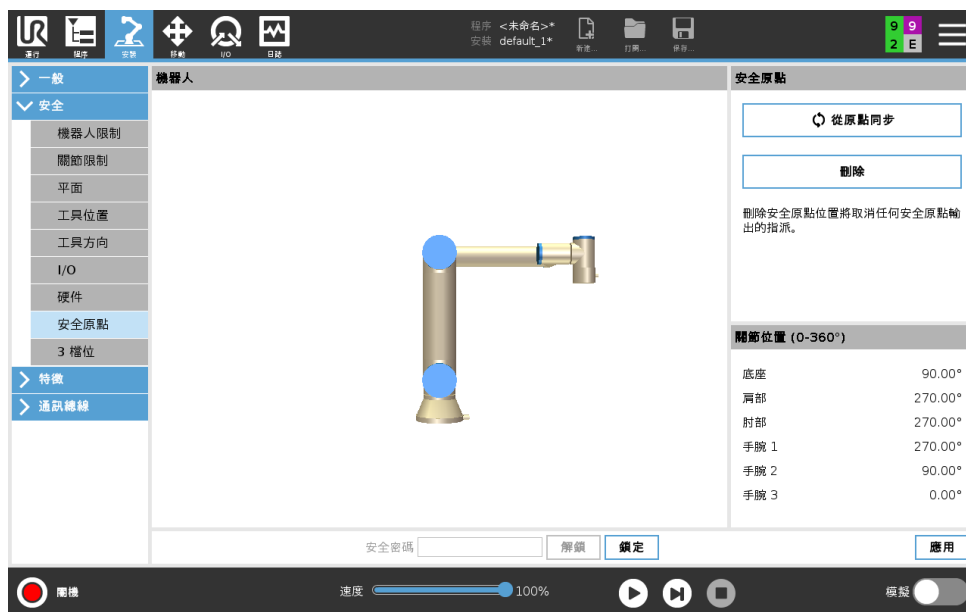 UR
運行
程序
安裝
移動
I/O
日誌
程序 <未命名>*
安裝 default_1*
新建...
打開...
保存...
9 9
2 E
一般
安全
機器人限制
關節限制
平面
工具位置
工具方向
I/O
硬件
安全原點
3 檔位
特徵
通訊總線
機器人
安全原點
從原點同步
刪除
刪除安全原點位置將取消任何安全原點輸
出的指派。
關節位置 (0-360°)
底座 90.00°
肩部 270.00°
肘部 270.00°
手腕 1 270.00°
手腕 2 90.00°
手腕 3 0.00°
安全密碼
解鎖
鎖定
應用
關機
速度 100%
模擬